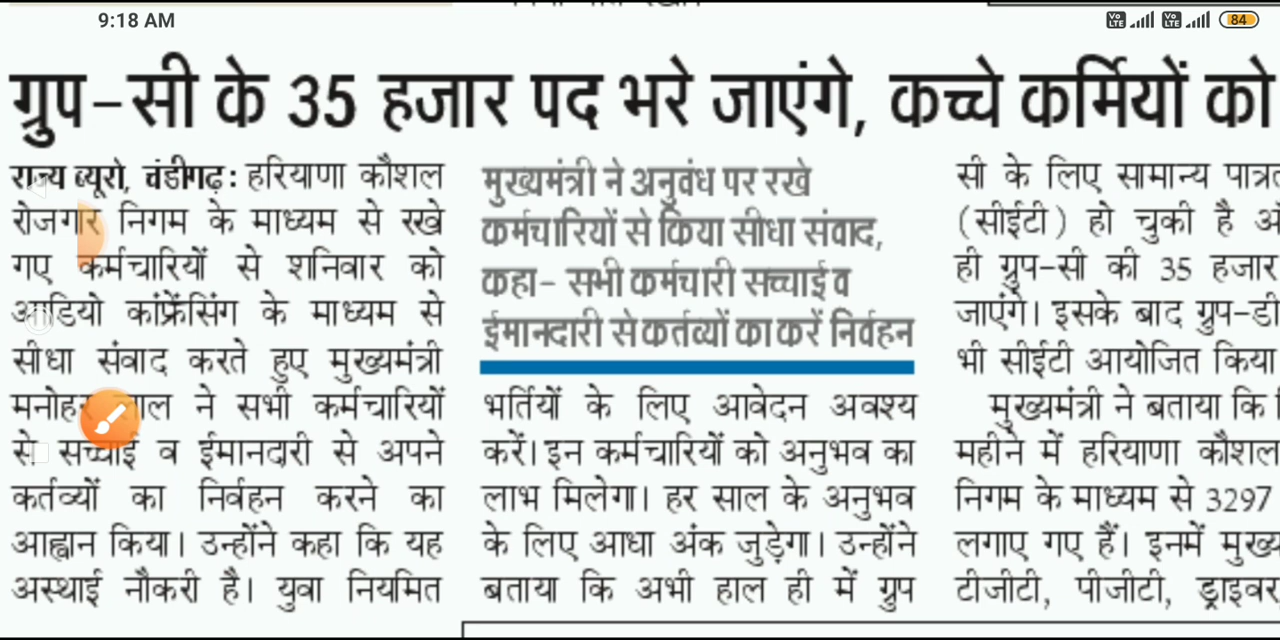 9:18 AM
84
ग्रुप-सी के 35 हजार पद भरे जाएंगे, कच्चे कर्मियों को
राज्य ब्यूरो, चंडीगढ़ : हरियाणा कौशल
रोजगार निगम के माध्यम से रखे
गए कर्मचारियों से शनिवार को
आडियो कांफ्रेंसिंग के माध्यम से
सीधा संवाद करते हुए मुख्यमंत्री
मनोहर लाल ने सभी कर्मचारियों
से सच्चाई व ईमानदारी से अपने
कर्तव्यों का निर्वहन करने का
आह्वान किया। उन्होंने कहा कि यह
अस्थाई नौकरी है। युवा नियमित
मुख्यमंत्री ने अनुबंध पर रखे
कर्मचारियों से किया सीधा संवाद,
कहा- सभी कर्मचारी सच्चाई व
ईमानदारी से कर्तव्यों का करें निर्वहन
भर्तियों के लिए आवेदन अवश्य
करें। इन कर्मचारियों को अनुभव का
लाभ मिलेगा। हर साल के अनुभव
के लिए आधा अंक जुड़ेगा। उन्होंने
बताया कि अभी हाल ही में ग्रुप
सी के लिए सामान्य
(सीईटी) हो चुकी है
ही ग्रुप-सी की 35 हजार
जाएंगे। इसके बाद ग्रुप-डी
भी सीईटी आयोजित किया
मुख्यमंत्री ने बताया कि
महीने में हरियाणा कौशल
निगम के माध्यम से 3297
लगाए गए हैं। इनमें
टीजीटी, पीजीटी, ड्राइवर